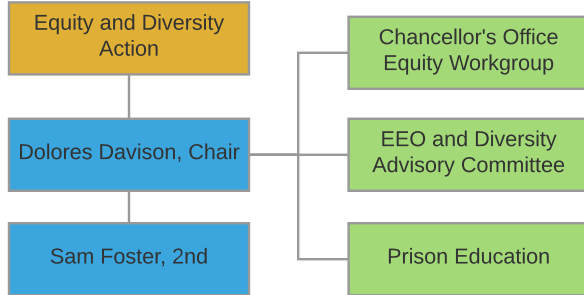 Equity and Diversity
Action
Dolores Davison, Chair
Sam Foster, 2nd
Chancellor's Office
Equity Workgroup
EEO and Diversity
Advisory Committee
Prison Education